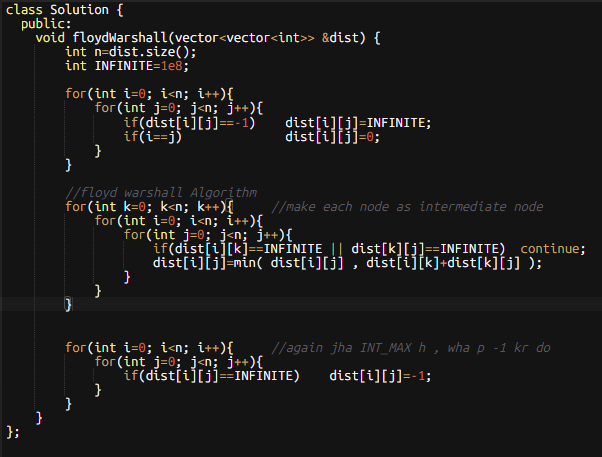 class Solution {
  public:
    void floydWarshall(vector<vector<int>> &dist) {
        int n=dist.size();
        int INFINITE=1e8;
        for(int i=0; i<n; i++){
            for(int j=0; j<n; j++){
                if(dist[i][j]==-1)    dist[i][j]=INFINITE;
                if(i==j)              dist[i][j]=0;
            }
        }
        //floyd warshall Algorithm
        for(int k=0; k<n; k++){     //make each node as intermediate node
            for(int i=0; i<n; i++){
                for(int j=0; j<n; j++){
                    if(dist[i][k]==INFINITE || dist[k][j]==INFINITE)  continue;
                    dist[i][j]=min( dist[i][j] , dist[i][k]+dist[k][j] );
                }
            }
        }
        for(int i=0; i<n; i++){     //again jha INT_MAX h , wha p -1 kr do
            for(int j=0; j<n; j++){
                if(dist[i][j]==INFINITE)    dist[i][j]=-1;
            }
        }
    }
};